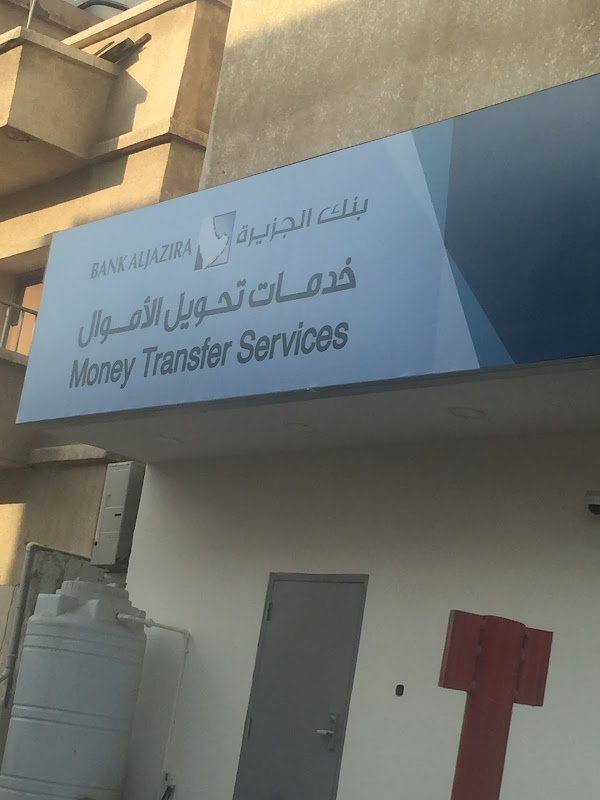 BANK ALJAZIRA بنك الجزيرة
خدمات تحويل الأموال
Money Transfer Services